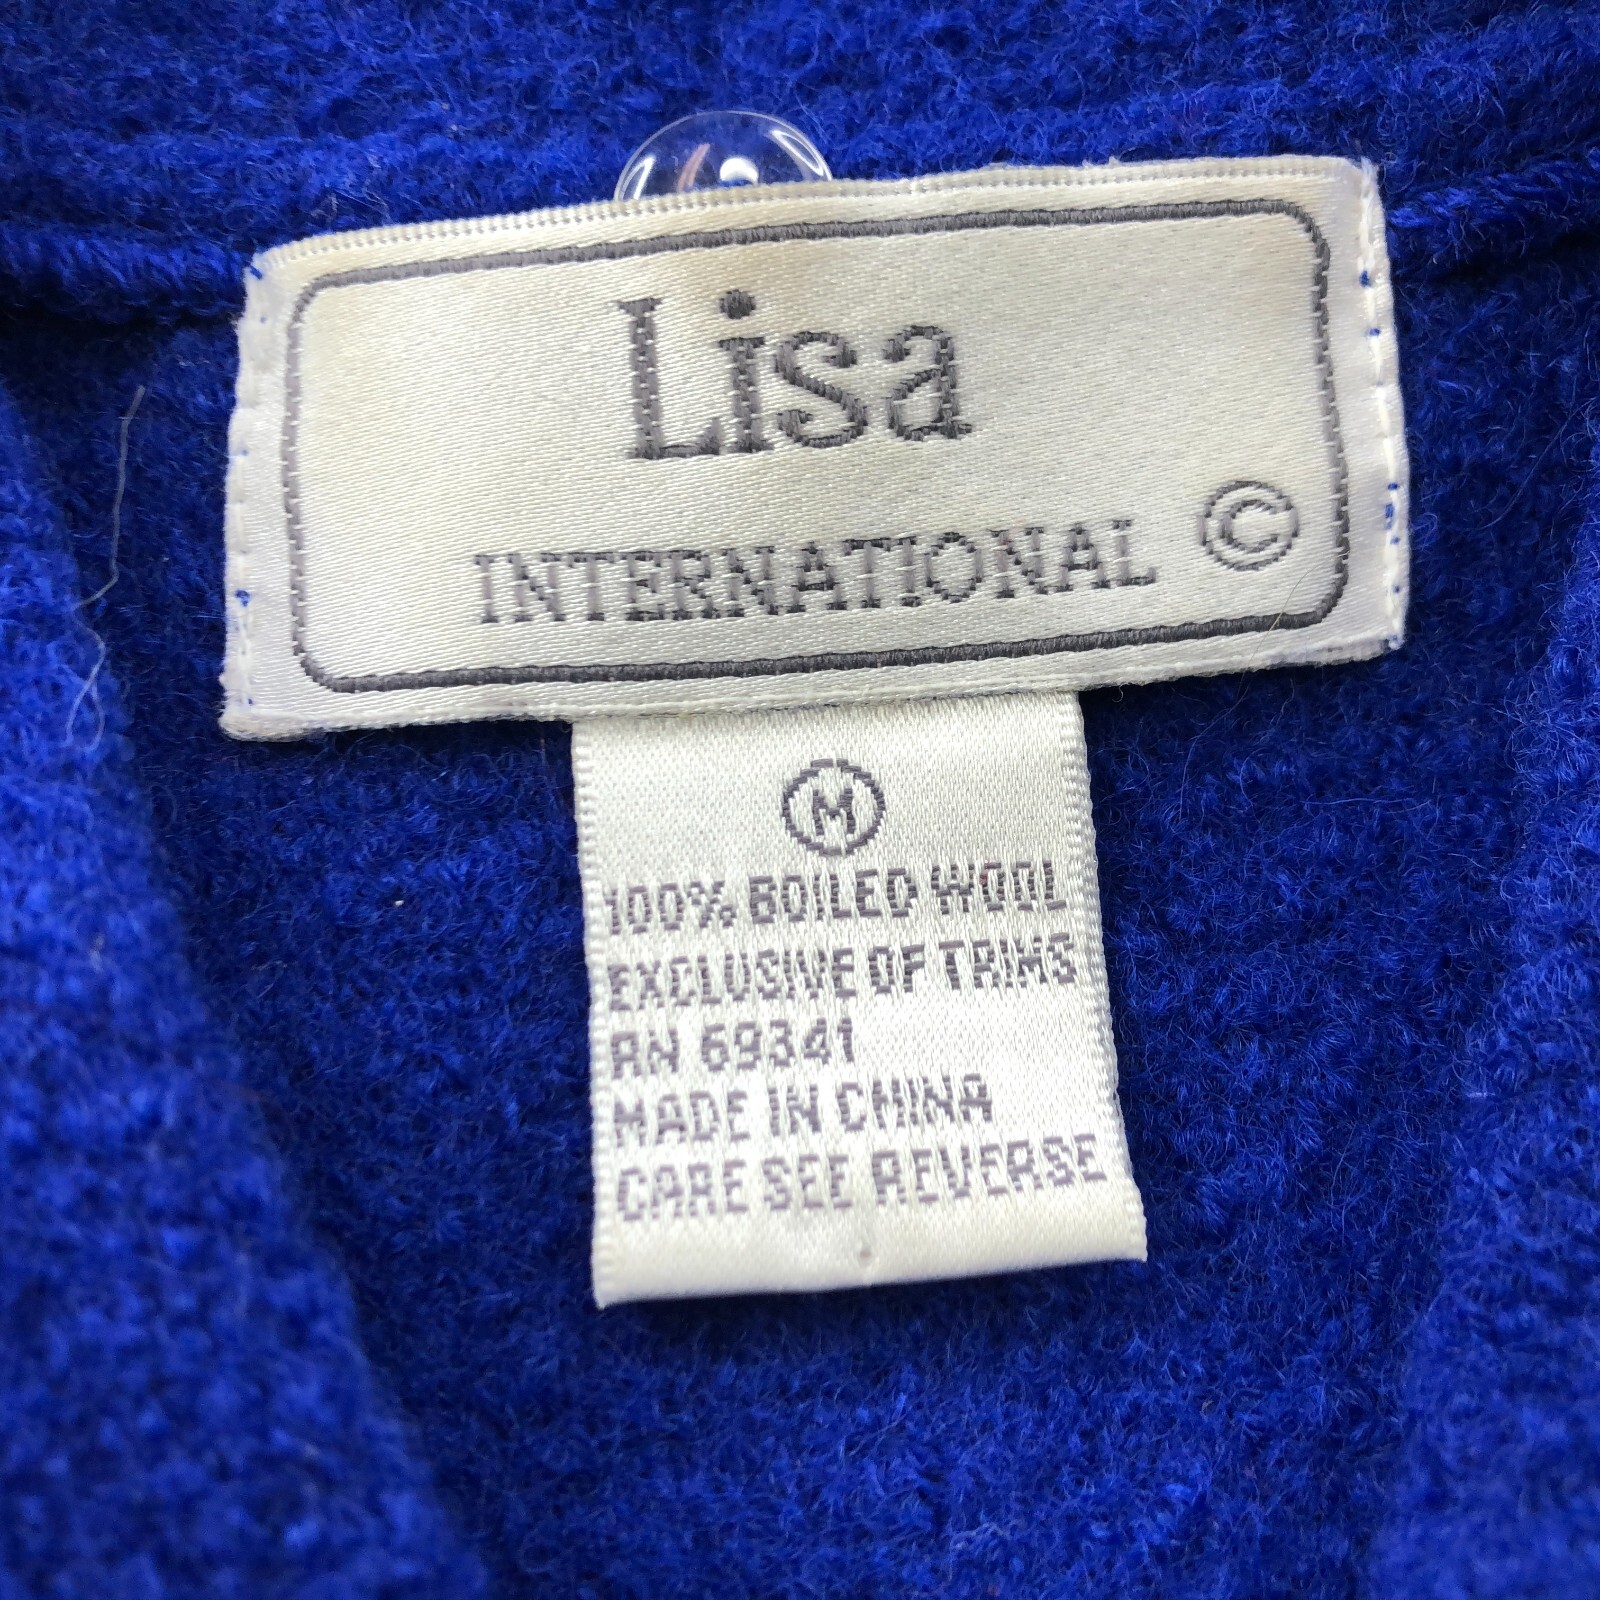 Lisa
INTERNATIONAL ©
M
100% BOILED WOOL
EXCLUSIVE OF TRIMS
RN 69341
MADE IN CHINA
CARE SEE REVERSE